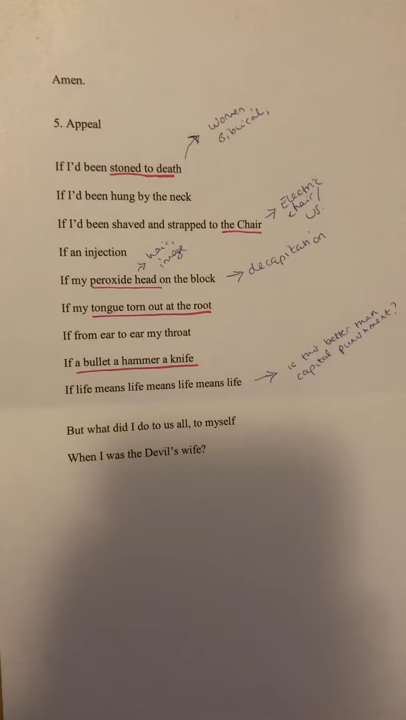 Amen.
5. Appeal
Women,
Biblical,
If I'd been stoned to death
If I'd been hung by the neck
Electric
chair/
US.
If I'd been shaved and strapped to the Chair
If an injection
hair,
image
If my peroxide head on the block
decapitation
If my tongue torn out at the root
If from ear to ear my throat
If a bullet a hammer a knife
If life means life means life means life
is this better than
capital punishment?
But what did I do to us all, to myself
When I was the Devil's wife?